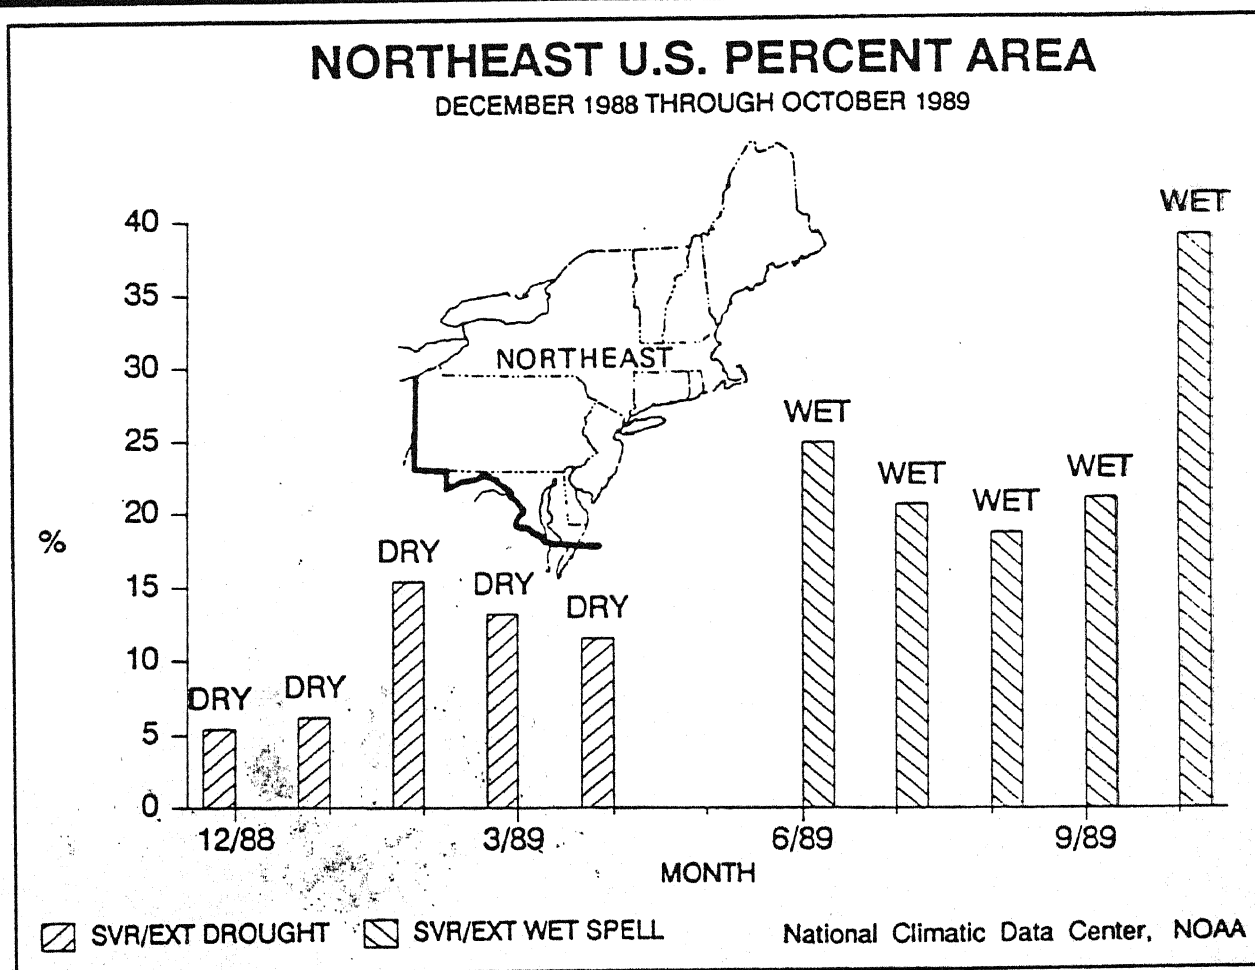 NORTHEAST U.S. PERCENT AREA
DECEMBER 1988 THROUGH OCTOBER 1989
WET
40
35
NORTHEAST
30
WET
25
WET
WET
WET
20
%
DRY
DRY
DRY
15
10
DRY
DRY
5
0
12/88 3/89 6/89 9/89
MONTH
SVR/EXT DROUGHT SVR/EXT WET SPELL National Climatic Data Center, NOAA